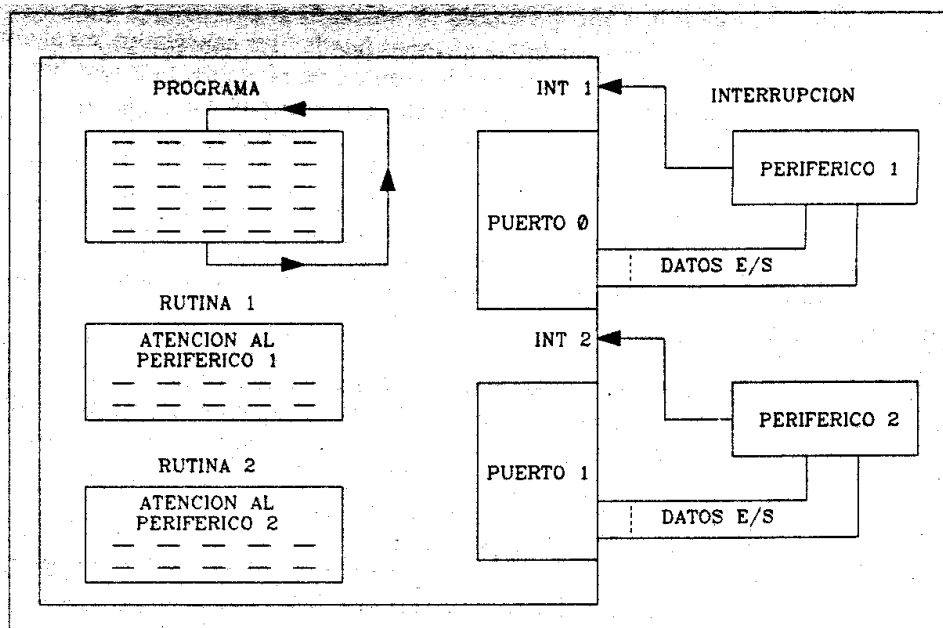 PROGRAMA
INT 1
INTERRUPCION
PERIFERICO 1
PUERTO 0
DATOS E/S
RUTINA 1
ATENCION AL
PERIFERICO 1
INT 2
PERIFERICO 2
PUERTO 1
DATOS E/S
RUTINA 2
ATENCION AL
PERIFERICO 2